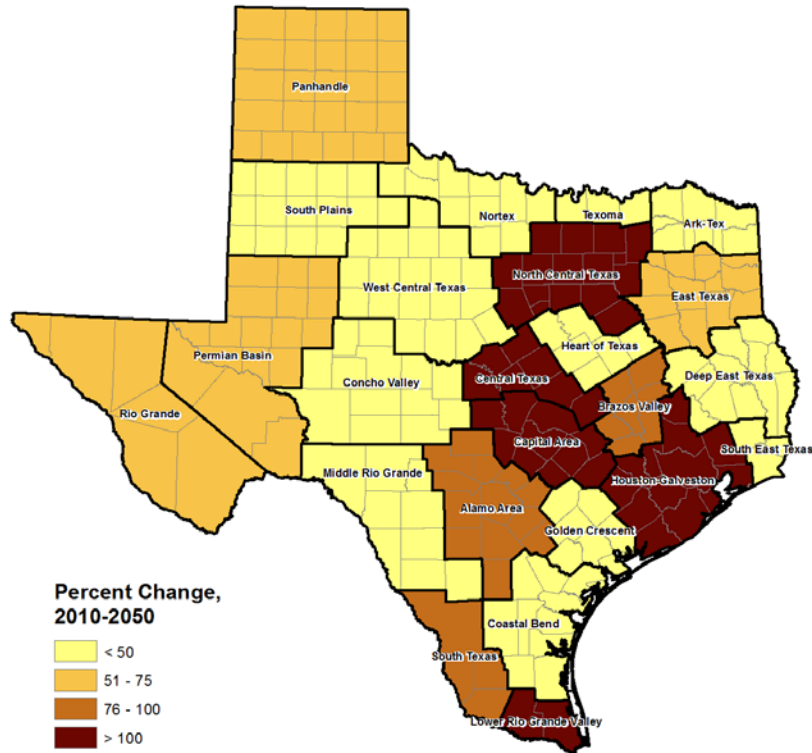 Panhandle
South Plains
Nortex
Texoma
Ark-Tex
North Central Texas
West Central Texas
East Texas
Heart of Texas
Permian Basin
Concho Valley
Central Texas
Deep East Texas
Brazos Valley
Rio Grande
Capital Area
South East Texas
Middle Rio Grande
Houston-Galveston
Alamo Area
Golden Crescent
Percent Change,
2010-2050
< 50
51 - 75
76 - 100
> 100
Coastal Bend
South Texas
Lower Rio Grande Valley